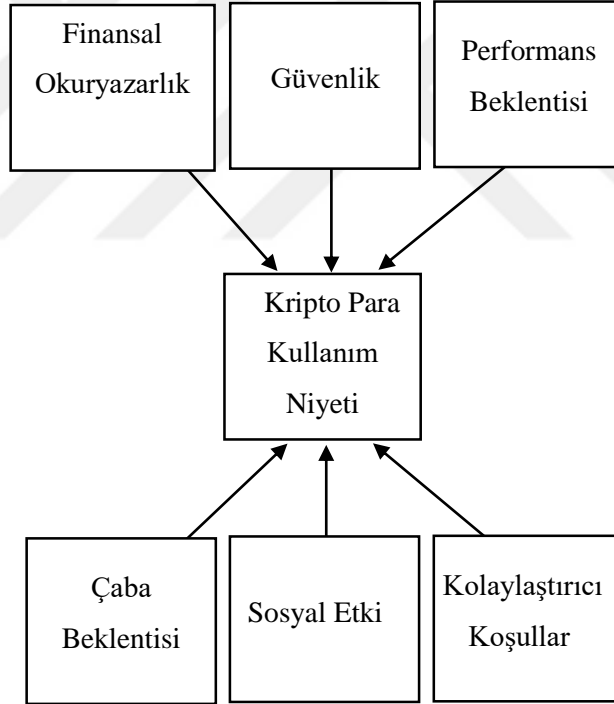 Finansal
Okuryazarlık
Güvenlik
Performans
Beklentisi
Kripto Para
Kullanım
Niyeti
Çaba
Beklentisi
Sosyal Etki
Kolaylaştırıcı
Koşullar